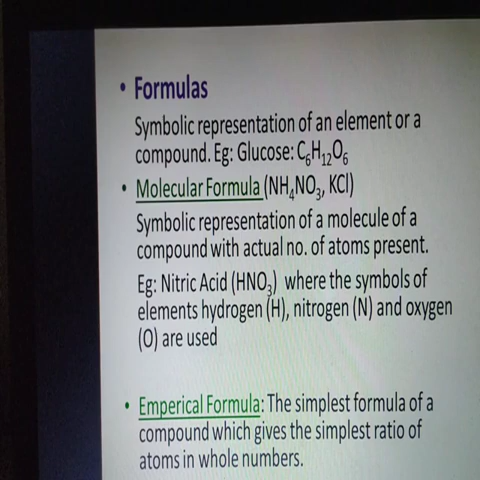 • Formulas
Symbolic representation of an element or a
compound. Eg: Glucose: C₆H₁₂O₆
• Molecular Formula (NH₄NO₃, KCl)
Symbolic representation of a molecule of a
compound with actual no. of atoms present.
Eg: Nitric Acid (HNO₃) where the symbols of
elements hydrogen (H), nitrogen (N) and oxygen
(O) are used
• Emperical Formula: The simplest formula of a
compound which gives the simplest ratio of
atoms in whole numbers.